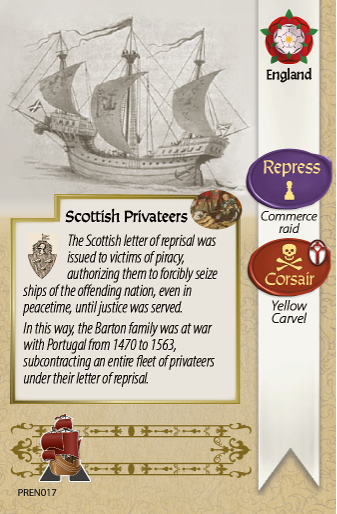 England
Repress
Commerce
raid
Corsair
Yellow
Carvel
Scottish Privateers
The Scottish letter of reprisal was
issued to victims of piracy,
authorizing them to forcibly seize
ships of the offending nation, even in
peacetime, until justice was served.
In this way, the Barton family was at war
with Portugal from 1470 to 1563,
subcontracting an entire fleet of privateers
under their letter of reprisal.
PREN017